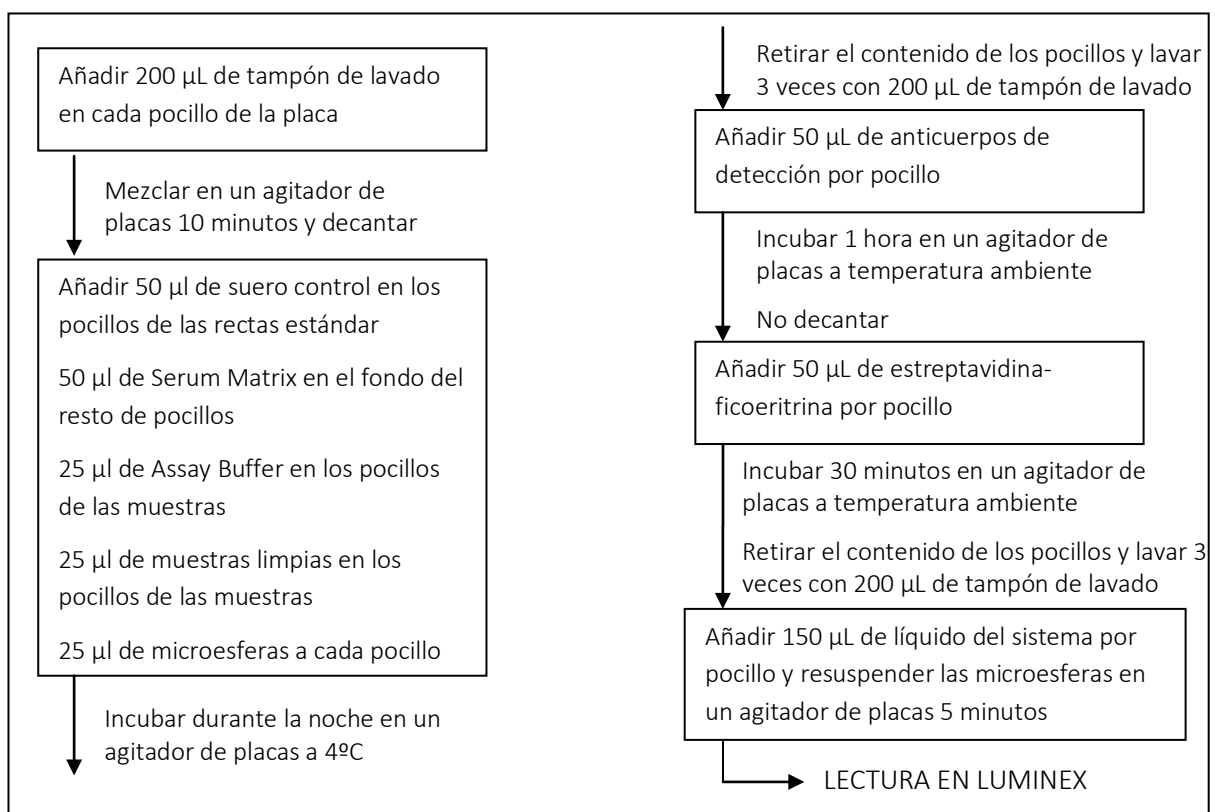 Añadir 200 µL de tampón de lavado
en cada pocillo de la placa
Mezclar en un agitador de
placas 10 minutos y decantar
Añadir 50 µl de suero control en los
pocillos de las rectas estándar
50 µl de Serum Matrix en el fondo del
resto de pocillos
25 µl de Assay Buffer en los pocillos
de las muestras
25 µl de muestras limpias en los
pocillos de las muestras
25 µl de microesferas a cada pocillo
Incubar durante la noche en un
agitador de placas a 4ºC
Retirar el contenido de los pocillos y lavar
3 veces con 200 µL de tampón de lavado
Añadir 50 µL de anticuerpos de
detección por pocillo
Incubar 1 hora en un agitador de
placas a temperatura ambiente
No decantar
Añadir 50 µL de estreptavidina-
ficoeritrina por pocillo
Incubar 30 minutos en un agitador de
placas a temperatura ambiente
Retirar el contenido de los pocillos y lavar 3
veces con 200 µL de tampón de lavado
Añadir 150 µL de líquido del sistema por
pocillo y resuspender las microesferas en
un agitador de placas 5 minutos
LECTURA EN LUMINEX